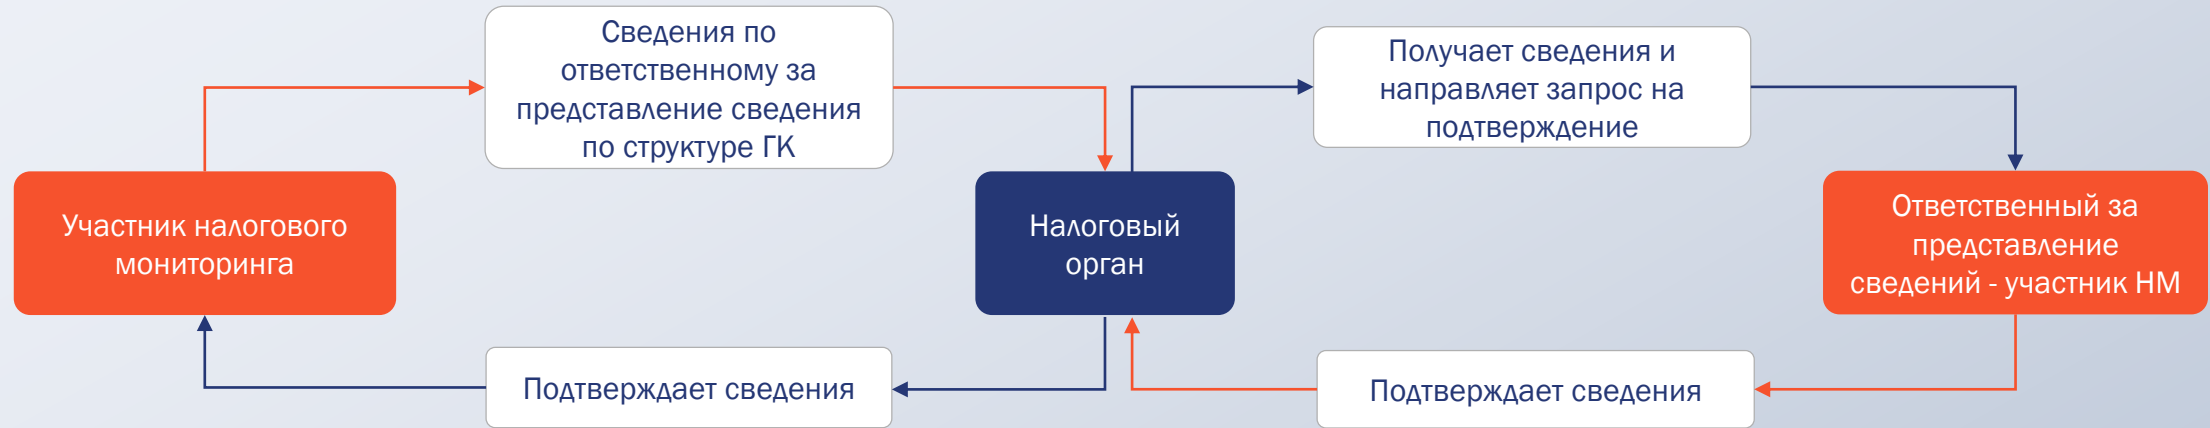 Сведения по
ответственному за
представление сведения
по структуре ГК
Получает сведения и
направляет запрос на
подтверждение
Участник налогового
мониторинга
Налоговый
орган
Ответственный за
представление
сведений - участник НМ
Подтверждает сведения
Подтверждает сведения